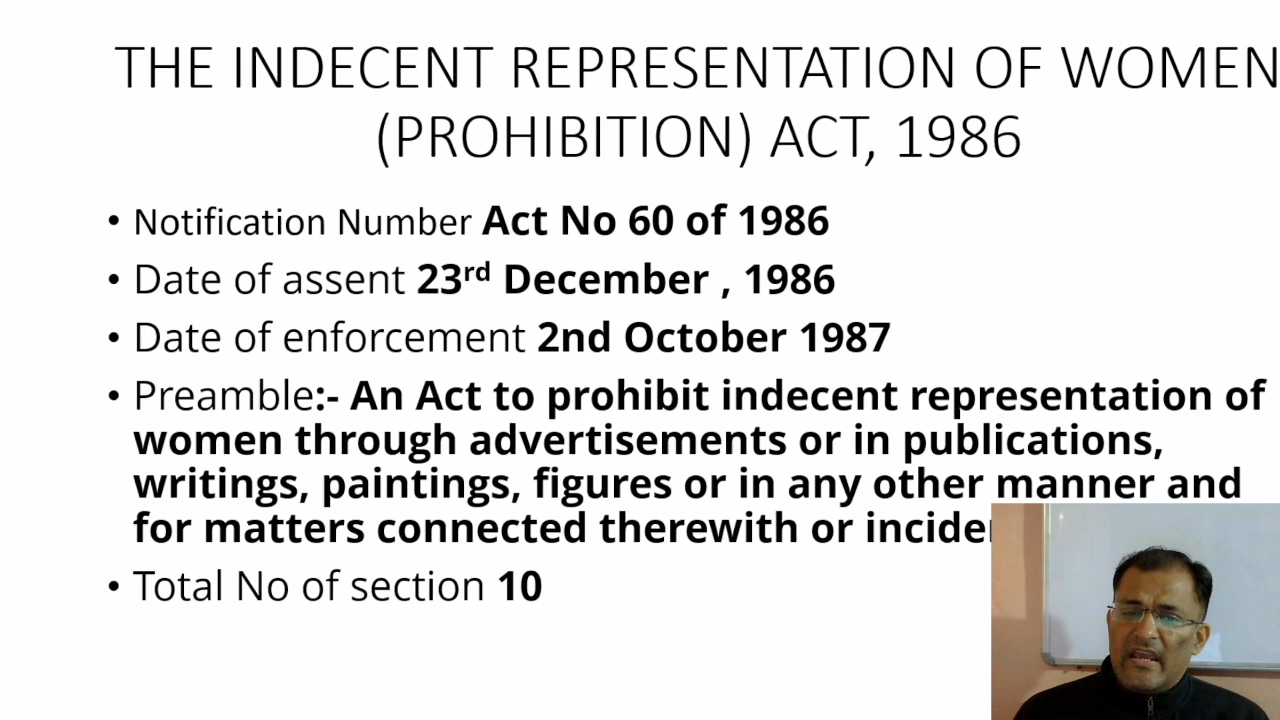 THE INDECENT REPRESENTATION OF WOMEN
(PROHIBITION) ACT, 1986
• Notification Number Act No 60 of 1986
• Date of assent 23rd December , 1986
• Date of enforcement 2nd October 1987
• Preamble:- An Act to prohibit indecent representation of
women through advertisements or in publications,
writings, paintings, figures or in any other manner and
for matters connected therewith or
• Total No of section 10